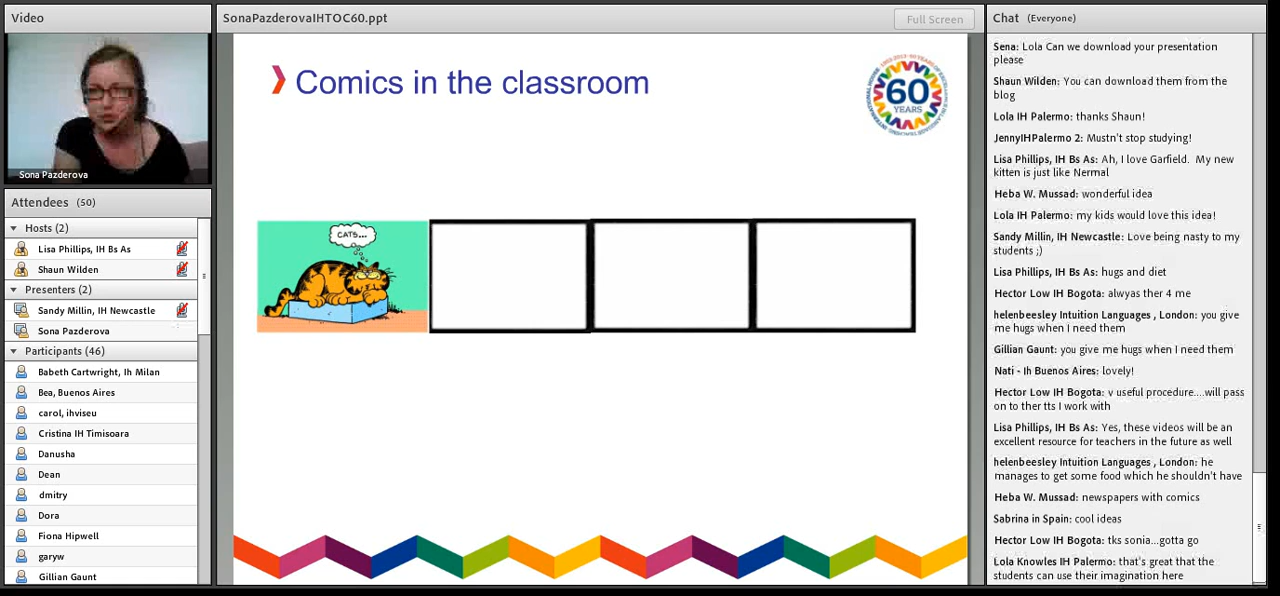 Video
Sona Pazderova
Attendees (50)
Hosts (2)
Lisa Phillips, IH Bs As
Shaun Wilden
Presenters (2)
Sandy Millin, IH Newcastle
Sona Pazderova
Participants (46)
Babeth Cartwright, Ih Milan
Bea, Buenos Aires
carol, ihviseu
Cristina IH Timisoara
Danusha
Dean
dmitry
Dora
Fiona Hipwell
garyw
Gillian Gaunt
SonaPazderovaIHTOC60.ppt
Full Screen
Comics in the classroom
60
YEARS
CATS...
Chat (Everyone)
Sena: Lola Can we download your presentation
please
Shaun Wilden: You can download them from the
blog
Lola IH Palermo: thanks Shaun!
JennyIHPalermo 2: Mustn't stop studying!
Lisa Phillips, IH Bs As: Ah, I love Garfield. My new
kitten is just like Nermal
Heba W. Mussad: wonderful idea
Lola IH Palermo: my kids would love this idea!
Sandy Millin, IH Newcastle: Love being nasty to my
students ;)
Lisa Phillips, IH Bs As: hugs and diet
Hector Low IH Bogota: alwyas ther 4 me
helenbeesley Intuition Languages , London: you give
me hugs when I need them
Gillian Gaunt: you give me hugs when I need them
Nati - Ih Buenos Aires: lovely!
Hector Low IH Bogota: v useful procedure....will pass
on to ther tts I work with
Lisa Phillips, IH Bs As: Yes, these videos will be an
excellent resource for teachers in the future as well
helenbeesley Intuition Languages , London: he
manages to get some food which he shouldn't have
Heba W. Mussad: newspapers with comics
Sabrina in Spain: cool ideas
Hector Low IH Bogota: tks sonia...gotta go
Lola Knowles IH Palermo: that's great that the
students can use their imagination here